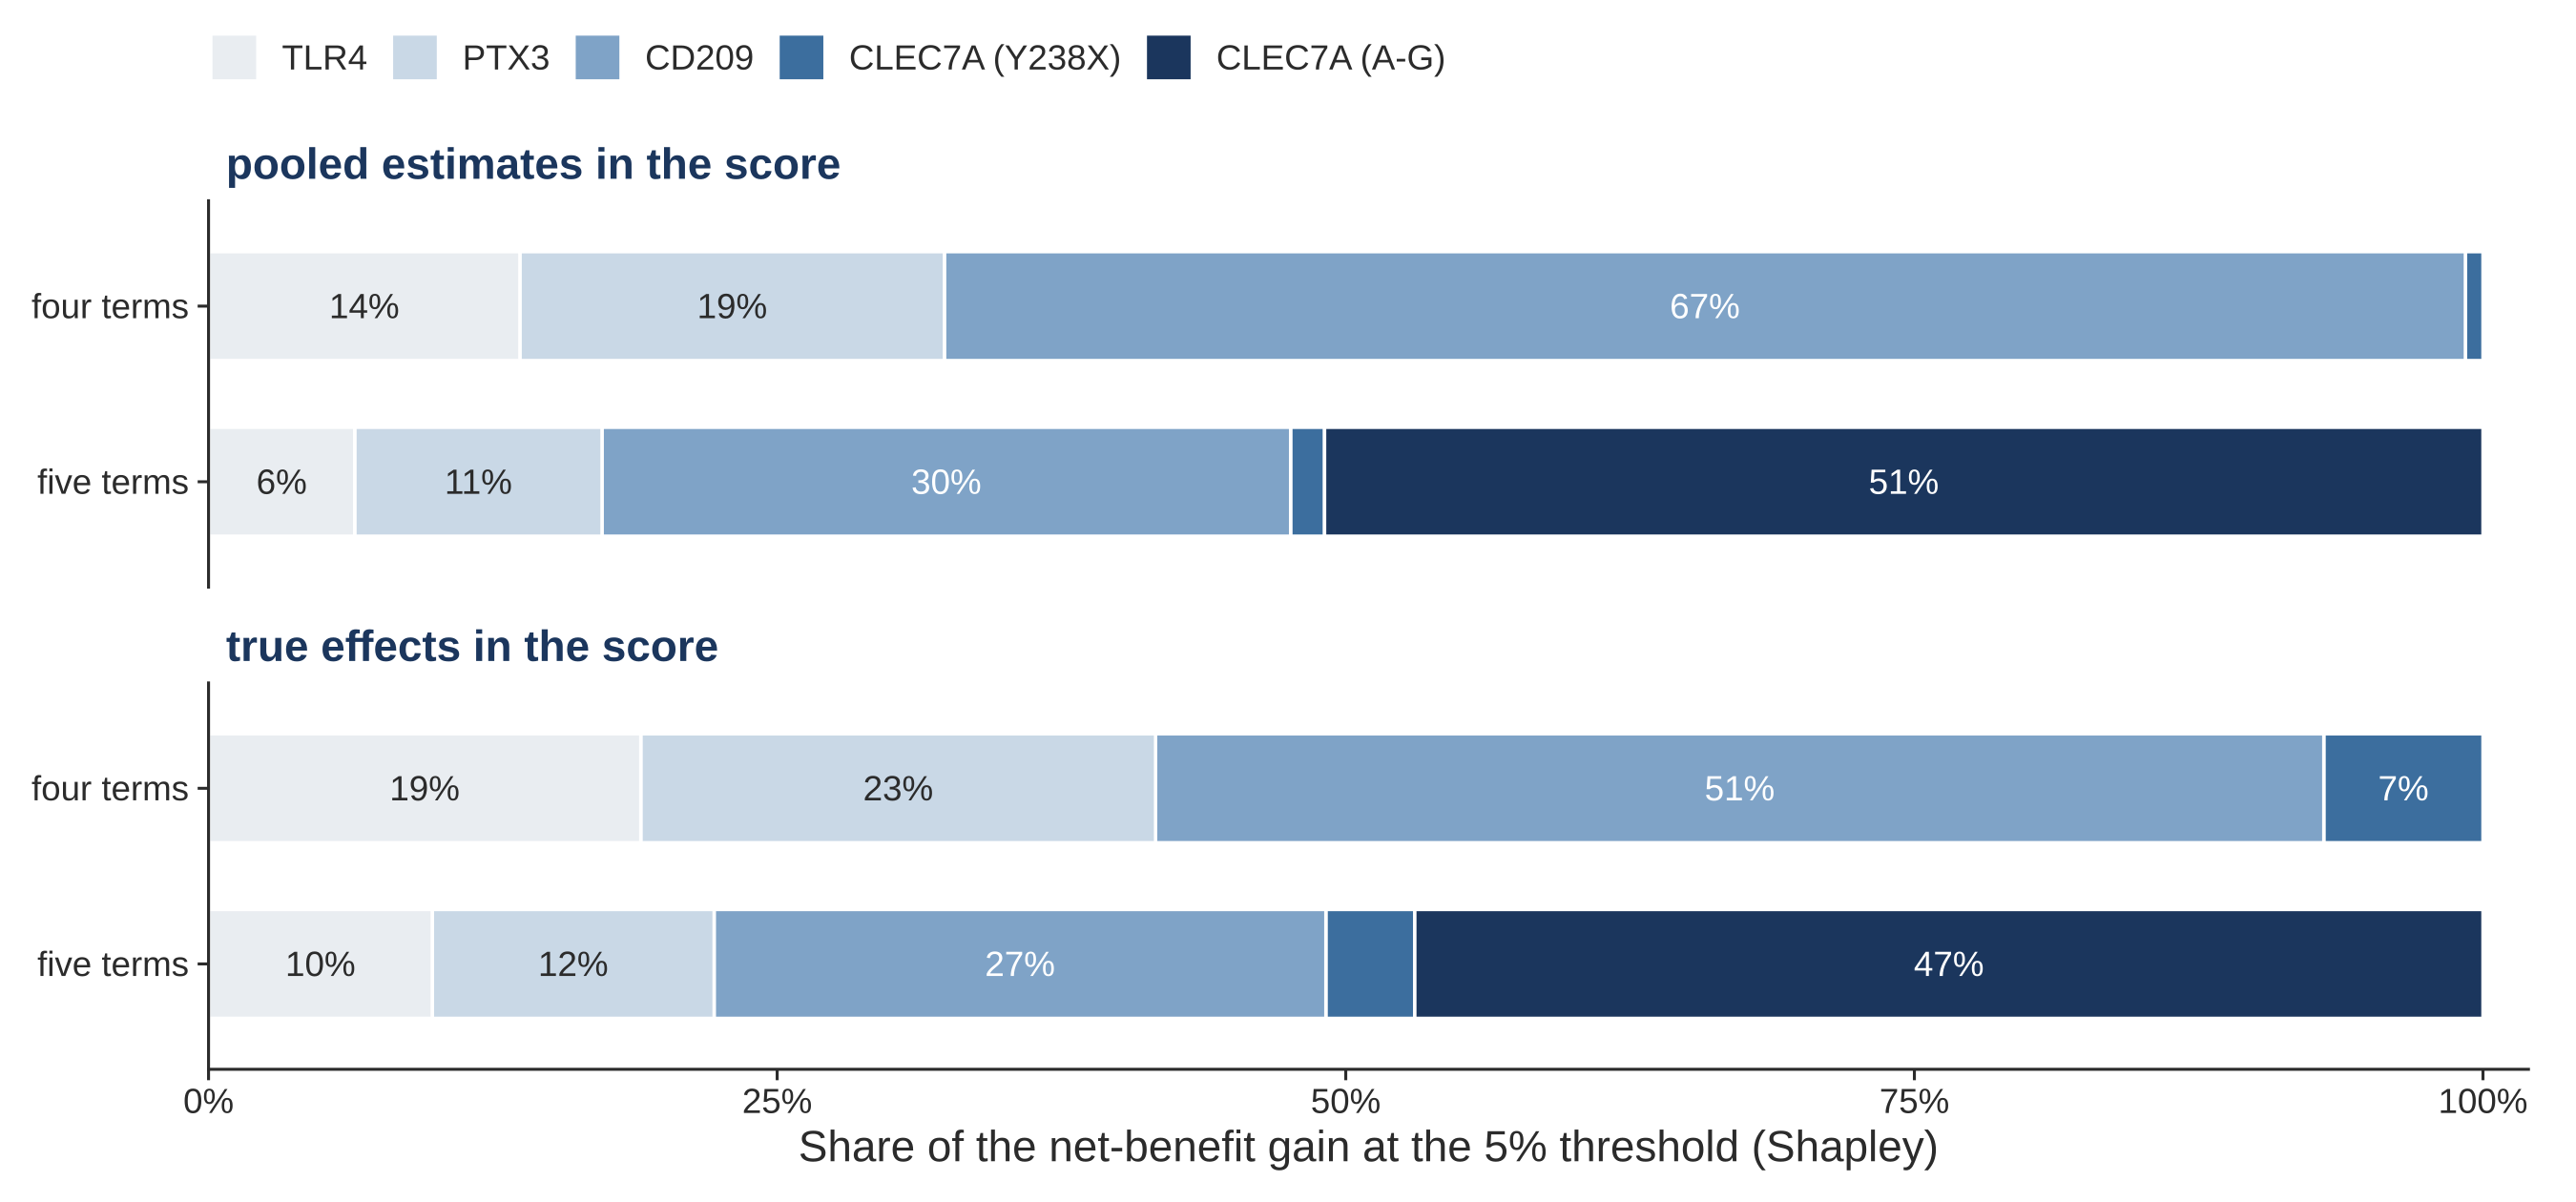 TLR4 PTX3 CD209 CLEC7A (Y238X) CLEC7A (A-G)
pooled estimates in the score
four terms 14% 19% 67%
five terms 6% 11% 30% 51%
true effects in the score
four terms 19% 23% 51% 7%
five terms 10% 12% 27% 47%
0% 25% 50% 75% 100%
Share of the net-benefit gain at the 5% threshold (Shapley)